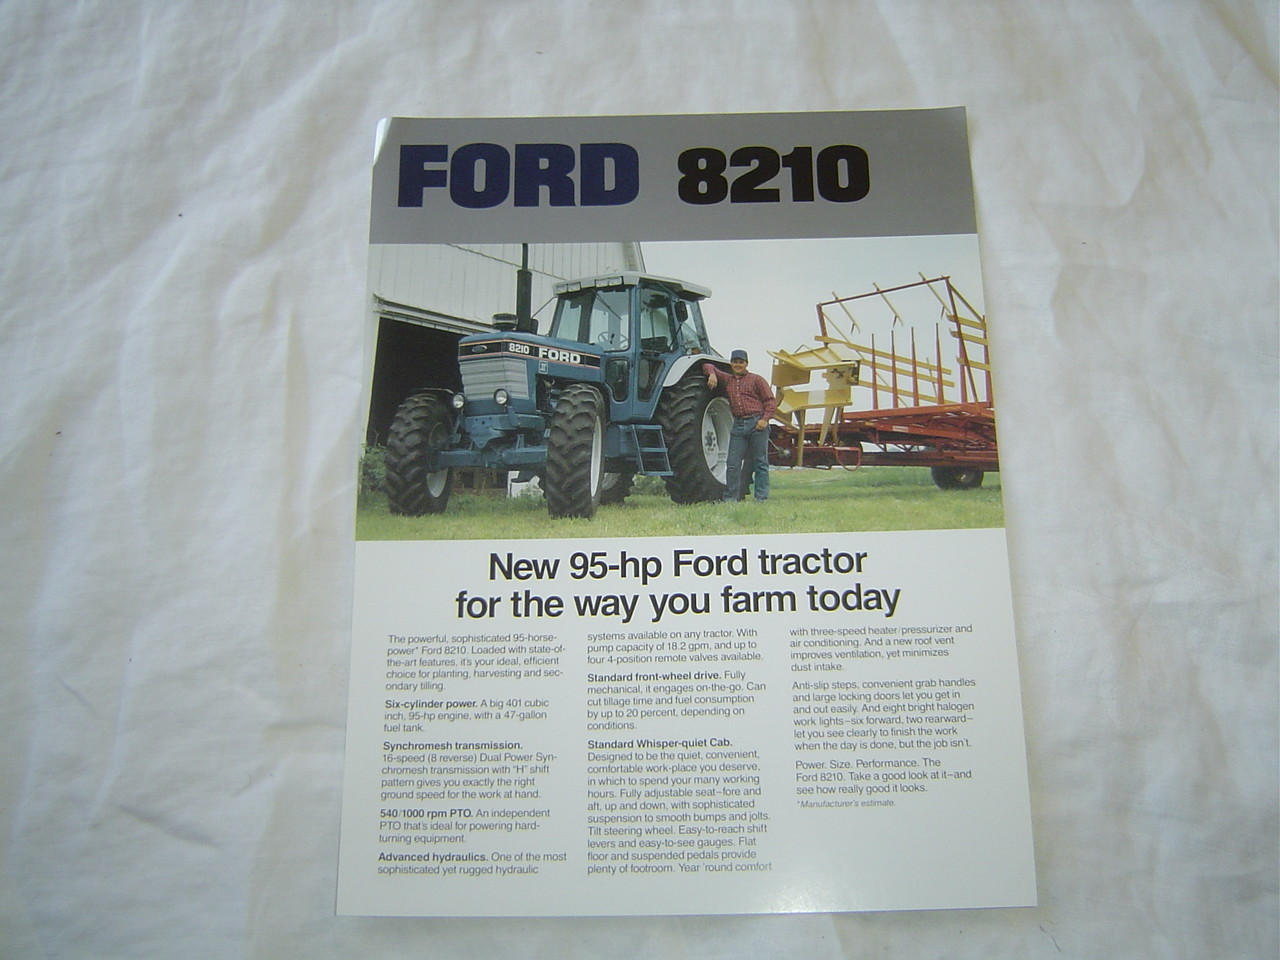 FORD 8210
8210 FORD
II
New 95-hp Ford tractor
for the way you farm today
The powerful, sophisticated 95-horse-
power* Ford 8210. Loaded with state-of-
the-art features, it's your ideal, efficient
choice for planting, harvesting and sec-
ondary tilling.
Six-cylinder power. A big 401 cubic
inch, 95-hp engine, with a 47-gallon
fuel tank.
Synchromesh transmission.
16-speed (8 reverse) Dual Power Syn-
chromesh transmission with "H" shift
pattern gives you exactly the right
ground speed for the work at hand.
540/1000 rpm PTO. An independent
PTO that's ideal for powering hard-
turning equipment.
Advanced hydraulics. One of the most
sophisticated yet rugged hydraulic
systems available on any tractor. With
pump capacity of 18.2 gpm, and up to
four 4-position remote valves available.
Standard front-wheel drive. Fully
mechanical, it engages on-the-go. Can
cut tillage time and fuel consumption
by up to 20 percent, depending on
conditions.
Standard Whisper-quiet Cab.
Designed to be the quiet, convenient,
comfortable work-place you deserve,
in which to spend your many working
hours. Fully adjustable seat–fore and
aft, up and down, with sophisticated
suspension to smooth bumps and jolts.
Tilt steering wheel. Easy-to-reach shift
levers and easy-to-see gauges. Flat
floor and suspended pedals provide
plenty of footroom. Year 'round comfort
with three-speed heater/pressurizer and
air conditioning. And a new roof vent
improves ventilation, yet minimizes
dust intake.
Anti-slip steps, convenient grab handles
and large locking doors let you get in
and out easily. And eight bright halogen
work lights–six forward, two rearward–
let you see clearly to finish the work
when the day is done, but the job isn't.
Power. Size. Performance. The
Ford 8210. Take a good look at it–and
see how really good it looks.
*Manufacturer's estimate.